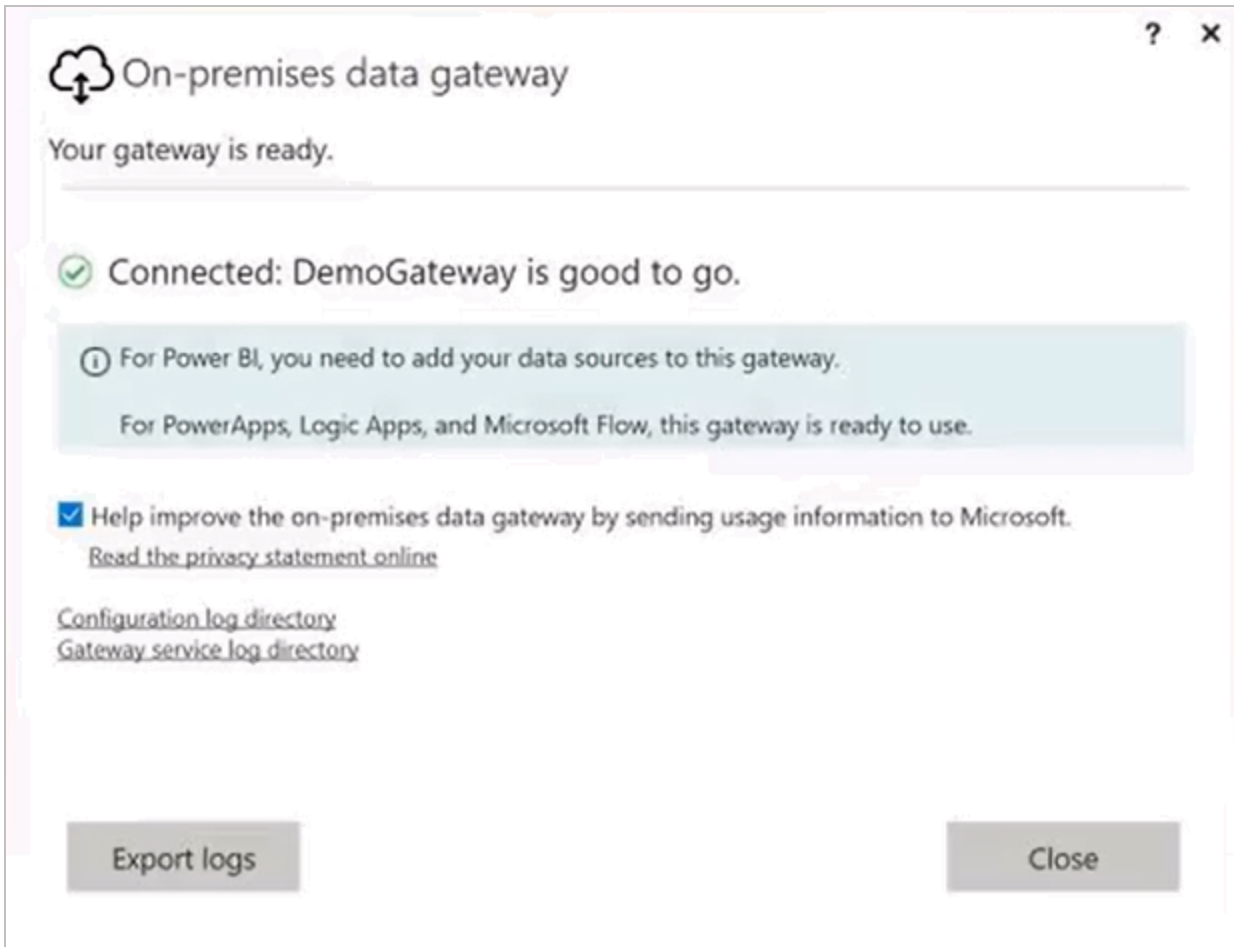 ? ×
On-premises data gateway
Your gateway is ready.
Connected: DemoGateway is good to go.
For Power BI, you need to add your data sources to this gateway.
For PowerApps, Logic Apps, and Microsoft Flow, this gateway is ready to use.
Help improve the on-premises data gateway by sending usage information to Microsoft.
Read the privacy statement online
Configuration log directory
Gateway service log directory
Export logs Close